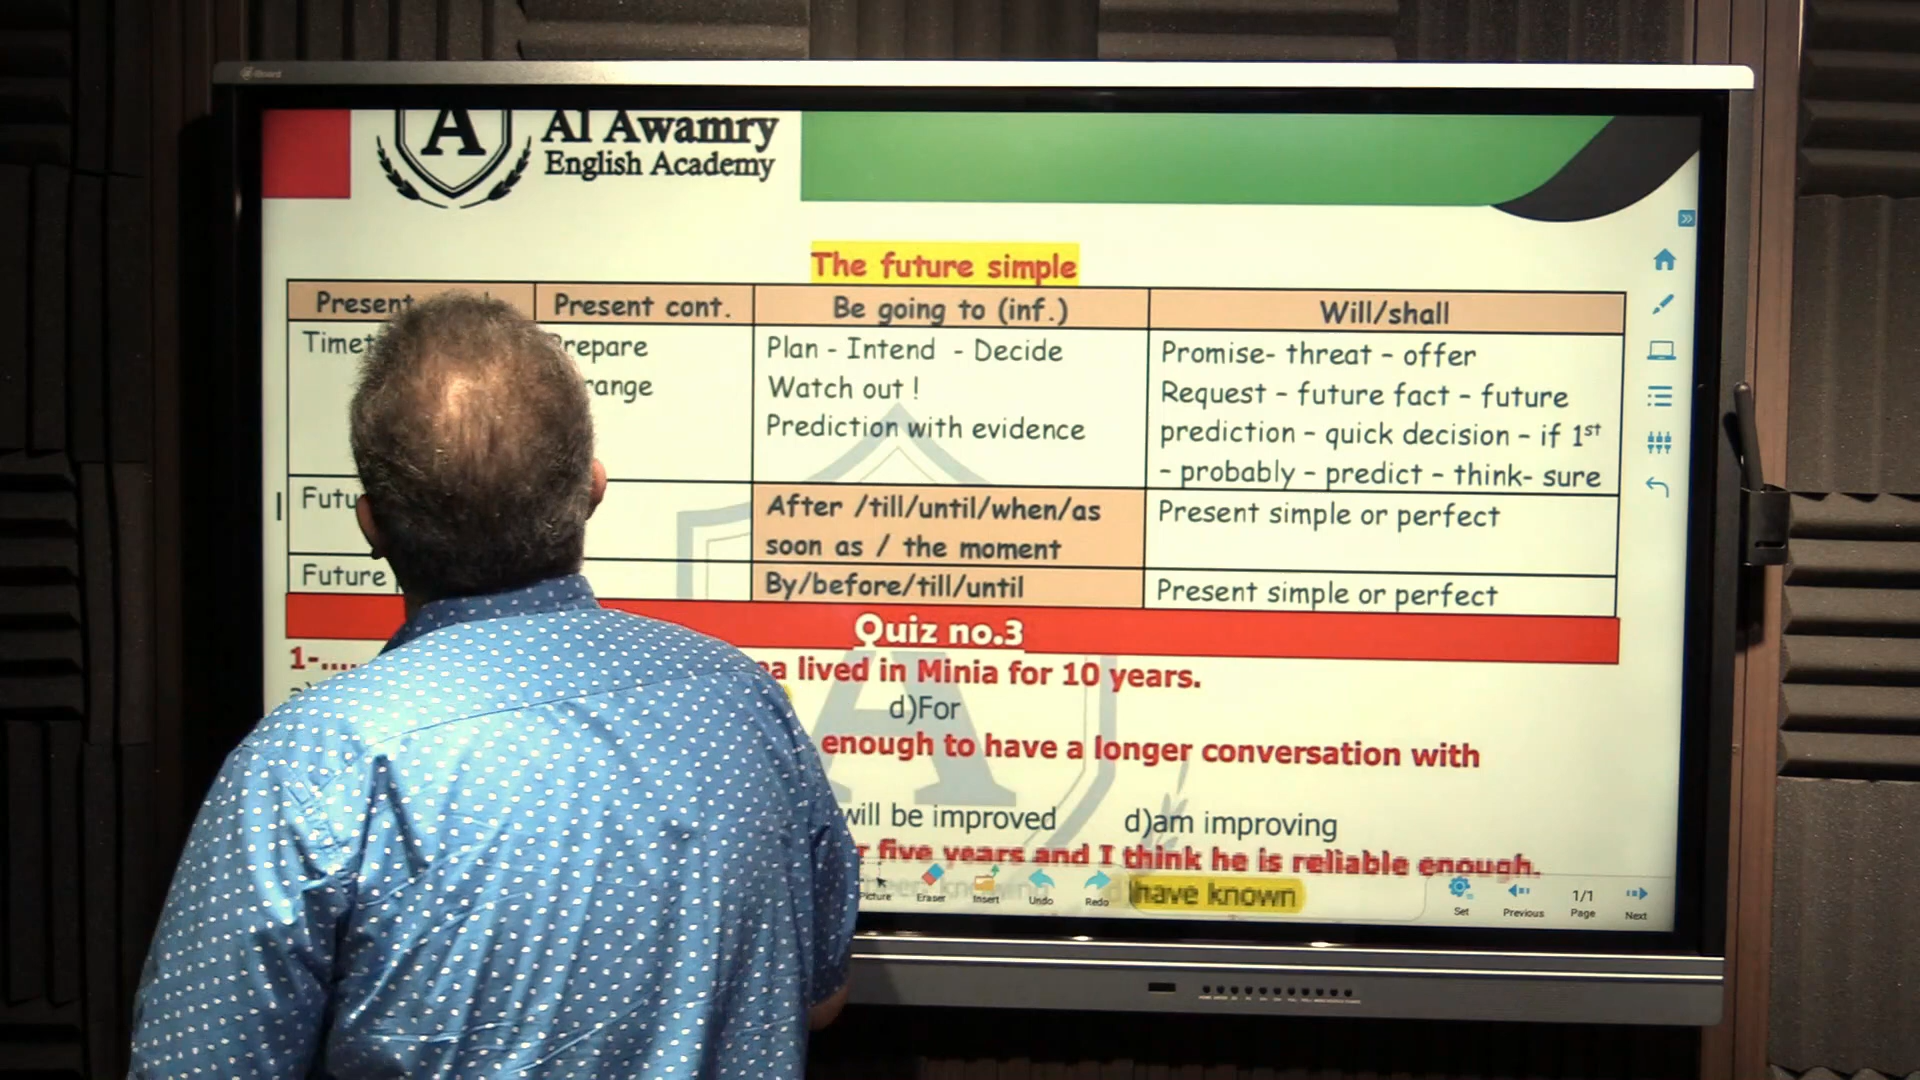 Al Awamry
English Academy
The future simple
Present Present cont. Be going to (inf.) Will/shall
Plan - Intend - Decide Promise- threat - offer
Watch out ! Request - future fact - future
Prediction with evidence prediction - quick decision - if 1st
- probably - predict - think- sure
After /till/until/when/as Present simple or perfect
soon as / the moment
Future By/before/till/until Present simple or perfect
Quiz no.3
1-..... lived in Minia for 10 years.
d)For
enough to have a longer conversation with
will be improved d)am improving
five years and I think he is reliable enough.
have known
Picture Eraser Insert Undo Redo Set Previous 1/1 Page Next